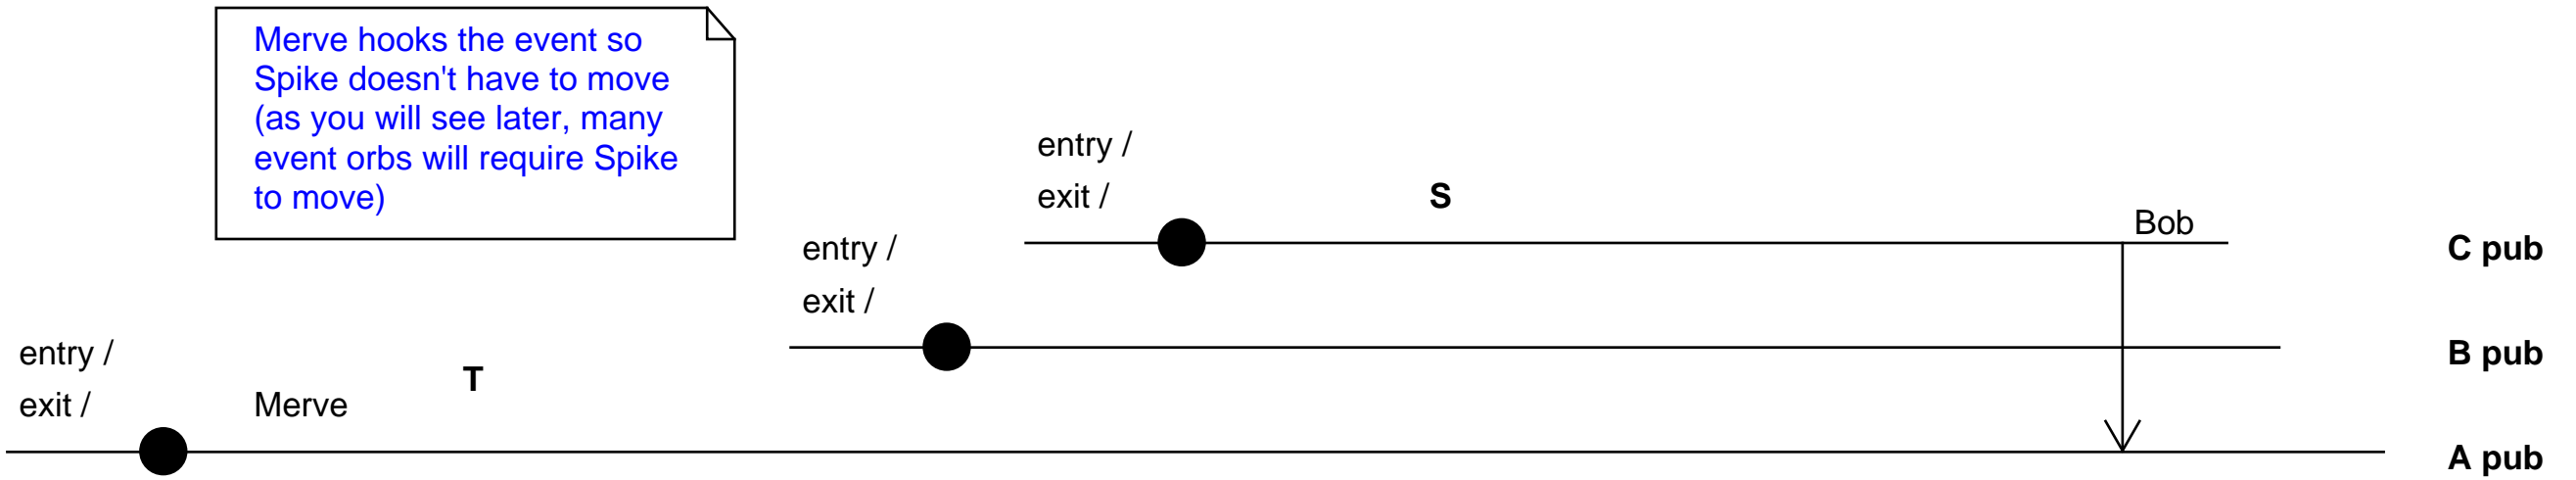 Merve hooks the event so
Spike doesn't have to move
(as you will see later, many
event orbs will require Spike
to move)
entry /
exit /
S
Bob
C pub
entry /
exit /
B pub
entry /
exit /
Merve
T
A pub